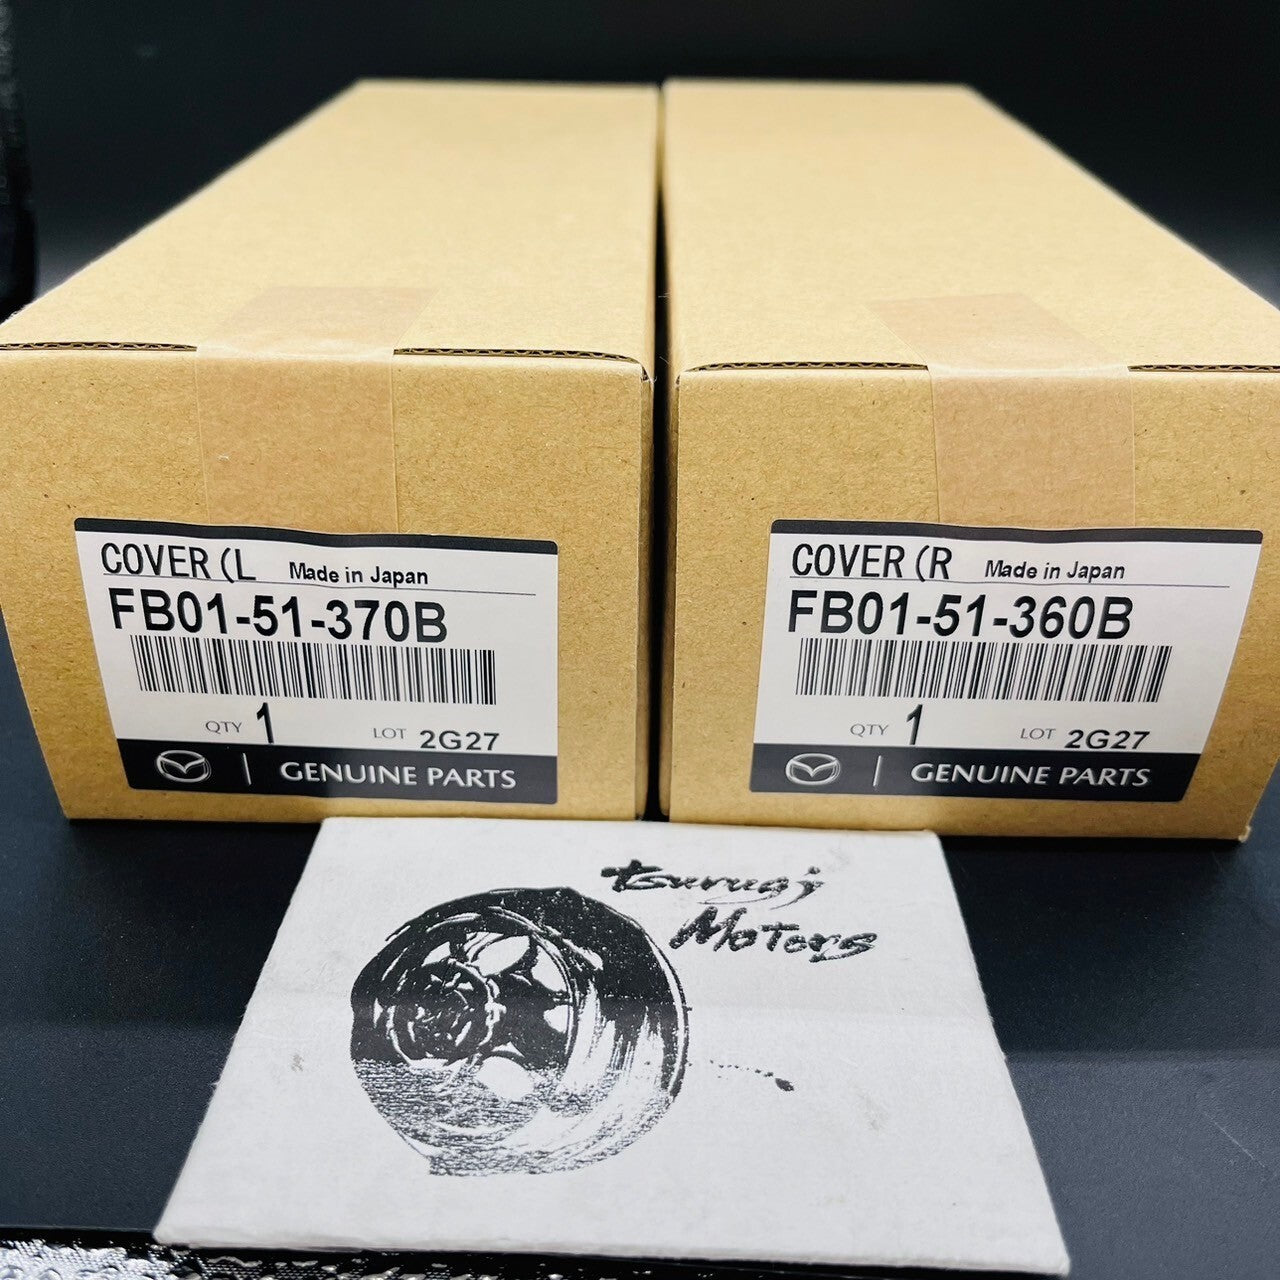 COVER (L Made in Japan
FB01-51-370B
QTY 1 LOT 2G27
GENUINE PARTS
COVER (R Made in Japan
FB01-51-360B
QTY 1 LOT 2G27
GENUINE PARTS
tsurugi
Motors